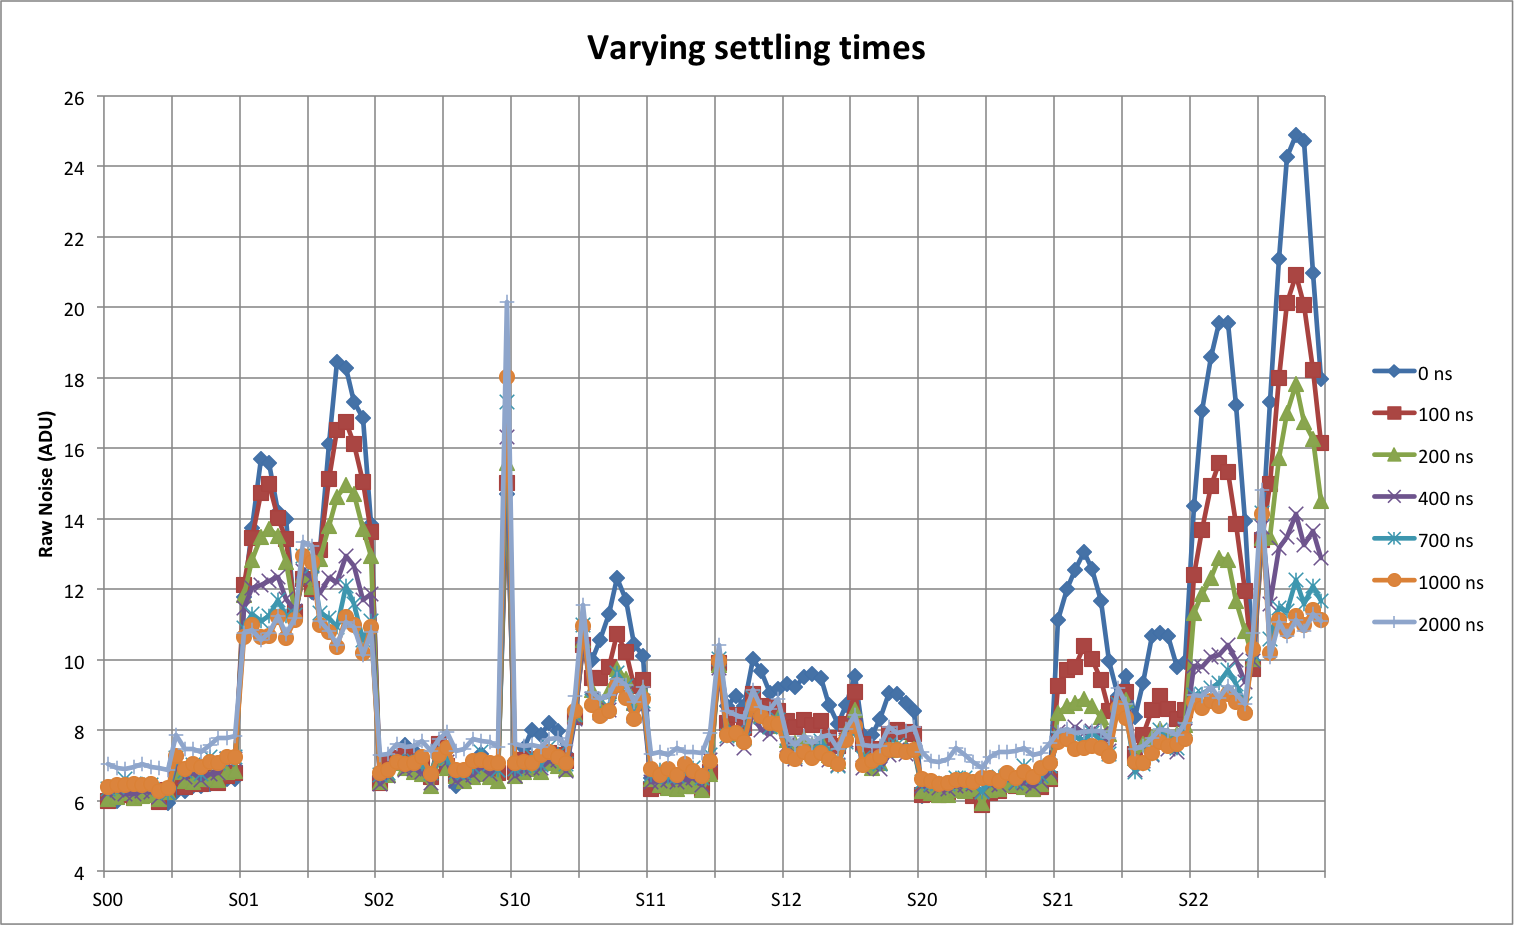 Varying settling times
26
24
22
20
18
16
14
12
10
8
6
4
Raw Noise (ADU)
S00 S01 S02 S10 S11 S12 S20 S21 S22
0 ns
100 ns
200 ns
400 ns
700 ns
1000 ns
2000 ns